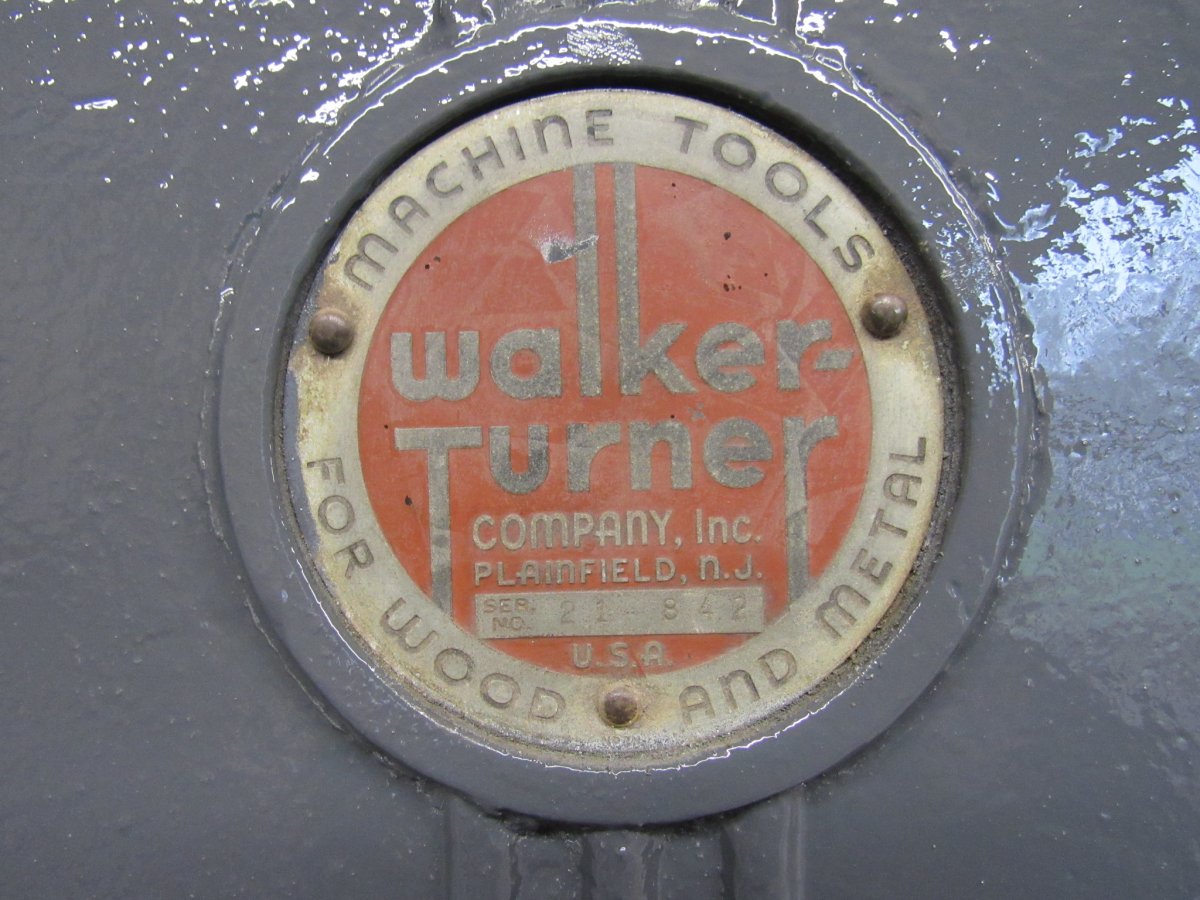 MACHINE TOOLS
walker-
Turner
COMPANY, Inc.
PLAINFIELD, N.J.
SER. NO. 21 842
U.S.A.
FOR WOOD AND METAL